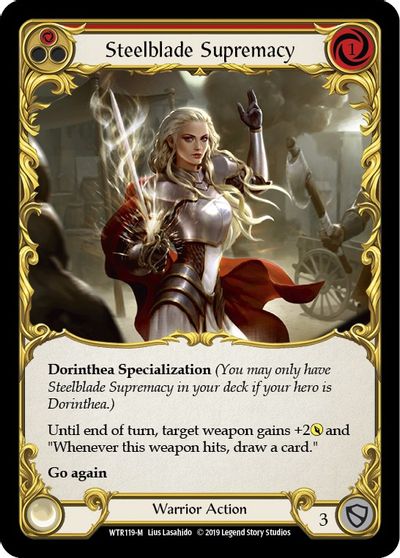 Steelblade Supremacy
1
Dorinthea Specialization (You may only have
Steelblade Supremacy in your deck if your hero is
Dorinthea.)
Until end of turn, target weapon gains +2 and
"Whenever this weapon hits, draw a card."
Go again
Warrior Action
3
WTR119-M Lius Lasahido © 2019 Legend Story Studios